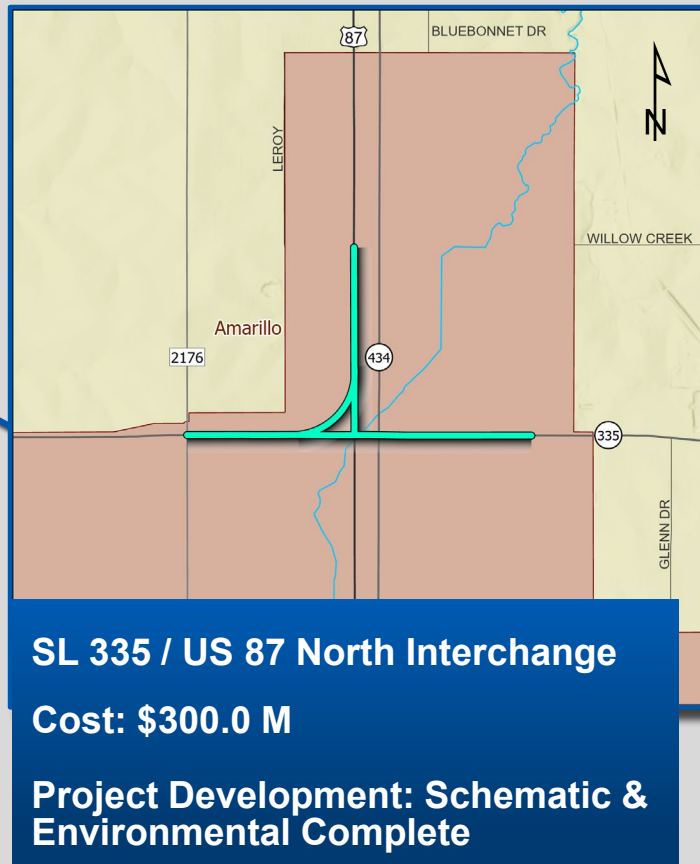 87
BLUEBONNET DR
N
LEROY
WILLOW CREEK
Amarillo
2176
434
335
GLENN DR
SL 335 / US 87 North Interchange
Cost: $300.0 M
Project Development: Schematic &
Environmental Complete